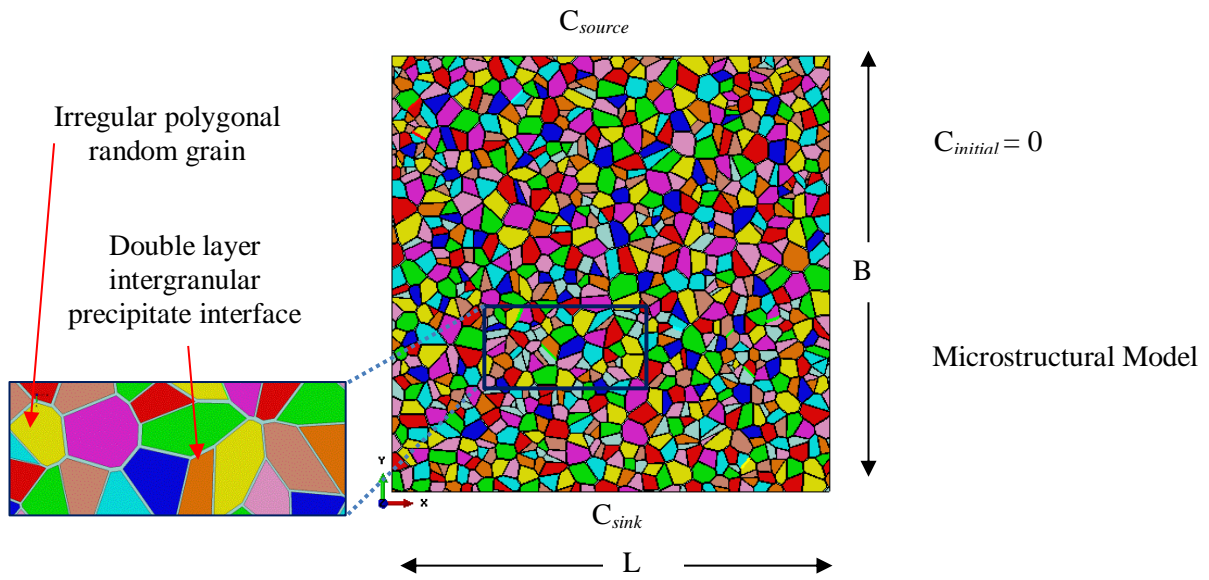 C_source
Irregular polygonal
random grain
C_initial = 0
Double layer
intergranular
precipitate interface
B
Microstructural Model
Y
X
C_sink
L